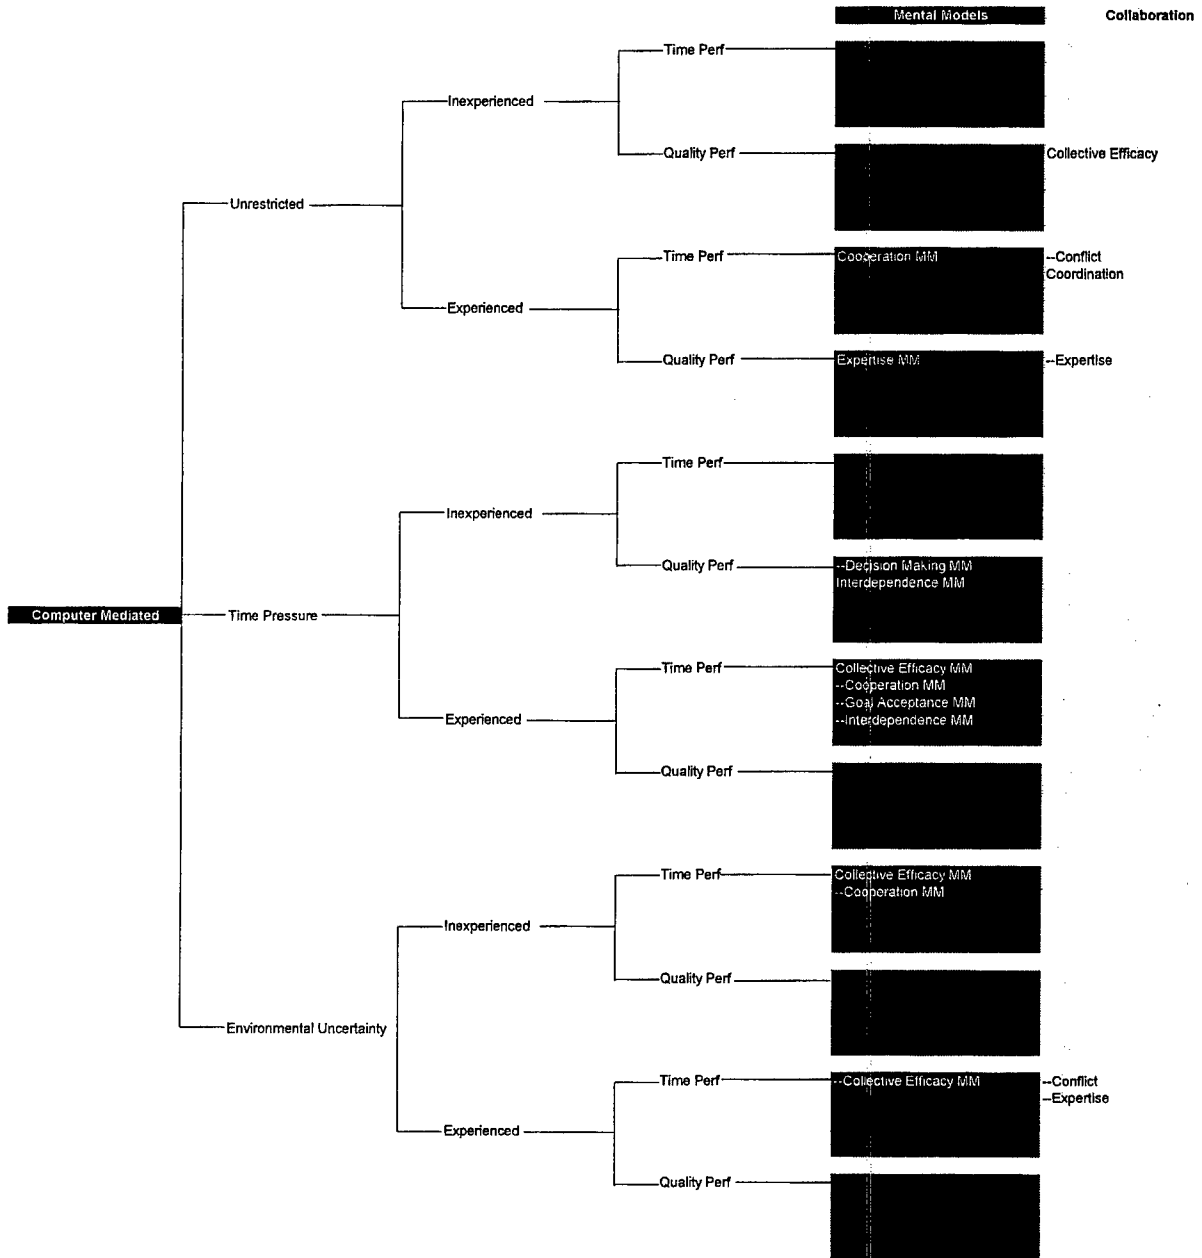 Mental Models Collaboration
Time Perf
Inexperienced
Quality Perf Collective Efficacy
Unrestricted
Time Perf Cooperation MM --Conflict
Coordination
Experienced
Quality Perf Expertise MM --Expertise
Time Perf
Inexperienced
Quality Perf --Decision Making MM
Interdependence MM
Computer Mediated Time Pressure
Time Perf Collective Efficacy MM
--Cooperation MM
--Goal Acceptance MM
Experienced --Interdependence MM
Quality Perf
Time Perf Collective Efficacy MM
--Cooperation MM
Inexperienced
Quality Perf
Environmental Uncertainty
Time Perf --Collective Efficacy MM --Conflict
--Expertise
Experienced
Quality Perf